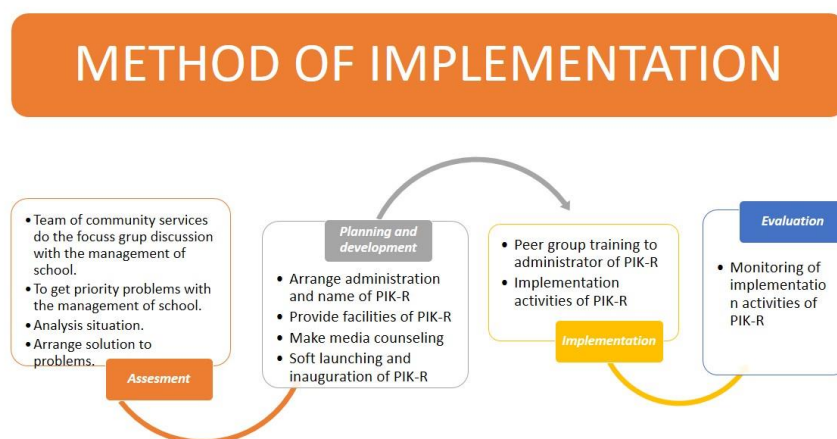 METHOD OF IMPLEMENTATION
• Team of community services
do the focuss grup discussion
with the management of
school.
• To get priority problems with
the management of school.
• Analysis situation.
• Arrange solution to
problems.
Assesment
Planning and
development
• Arrange administration
and name of PIK-R
• Provide facilities of PIK-R
• Make media counseling
• Soft launching and
inauguration of PIK-R
• Peer group training to
administrator of PIK-R
• Implementation
activities of PIK-R
Implementation
Evaluation
• Monitoring of
implementatio
n activities of
PIK-R